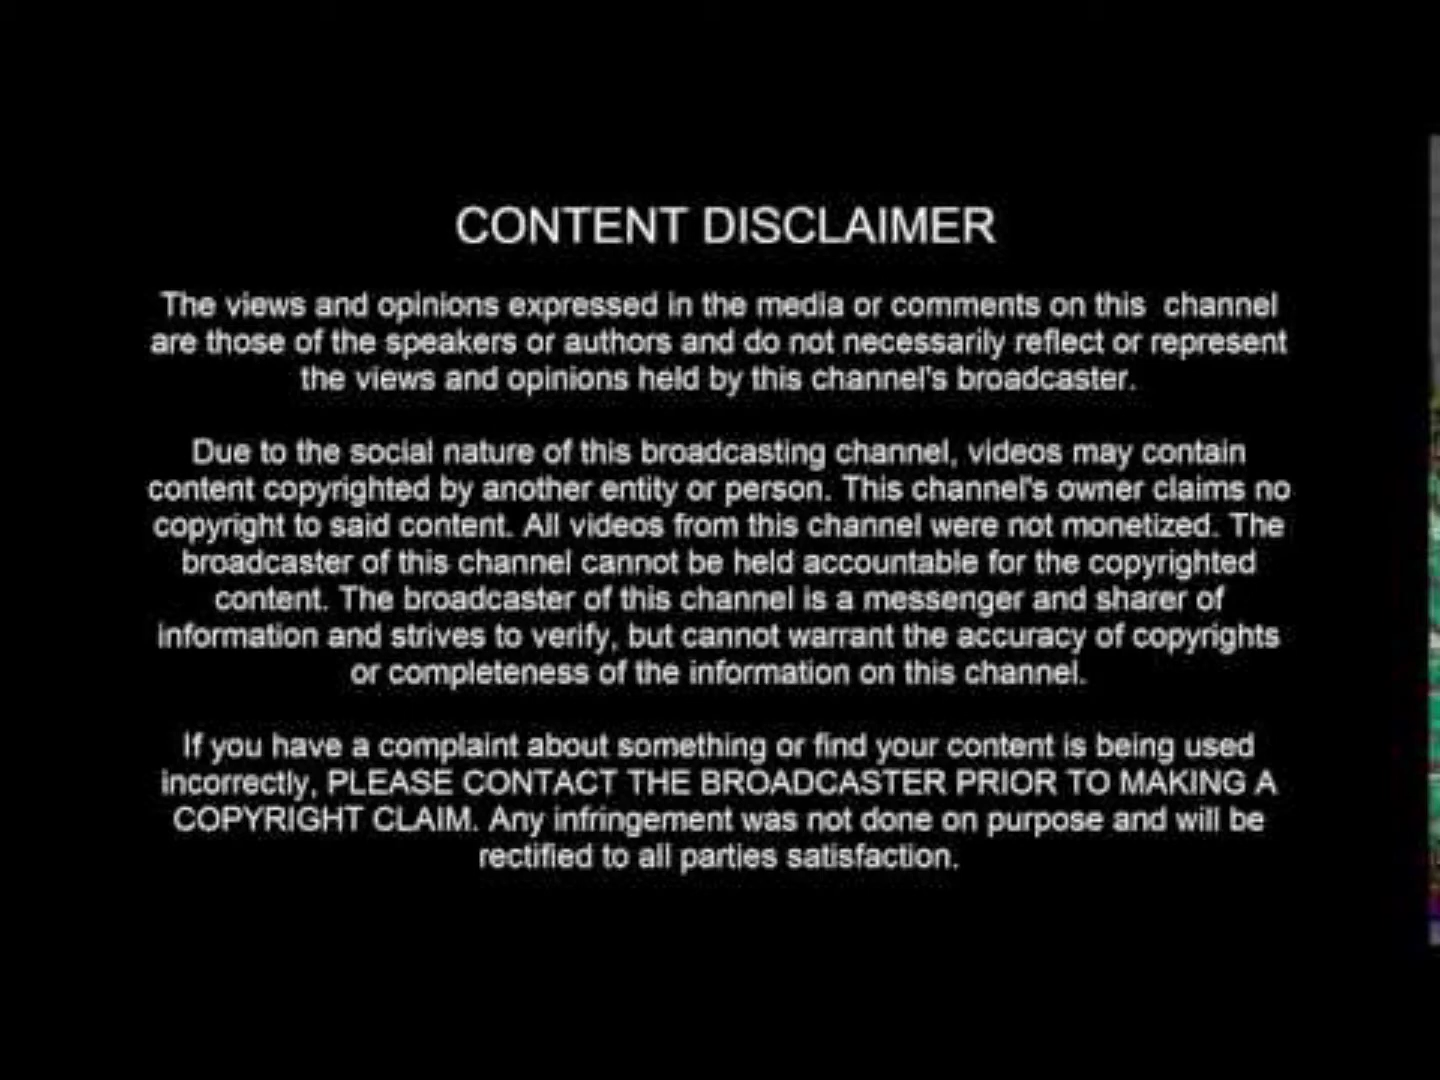 CONTENT DISCLAIMER
The views and opinions expressed in the media or comments on this channel
are those of the speakers or authors and do not necessarily reflect or represent
the views and opinions held by this channel's broadcaster.
Due to the social nature of this broadcasting channel, videos may contain
content copyrighted by another entity or person. This channel's owner claims no
copyright to said content. All videos from this channel were not monetized. The
broadcaster of this channel cannot be held accountable for the copyrighted
content. The broadcaster of this channel is a messenger and sharer of
information and strives to verify, but cannot warrant the accuracy of copyrights
or completeness of the information on this channel.
If you have a complaint about something or find your content is being used
incorrectly, PLEASE CONTACT THE BROADCASTER PRIOR TO MAKING A
COPYRIGHT CLAIM. Any infringement was not done on purpose and will be
rectified to all parties satisfaction.